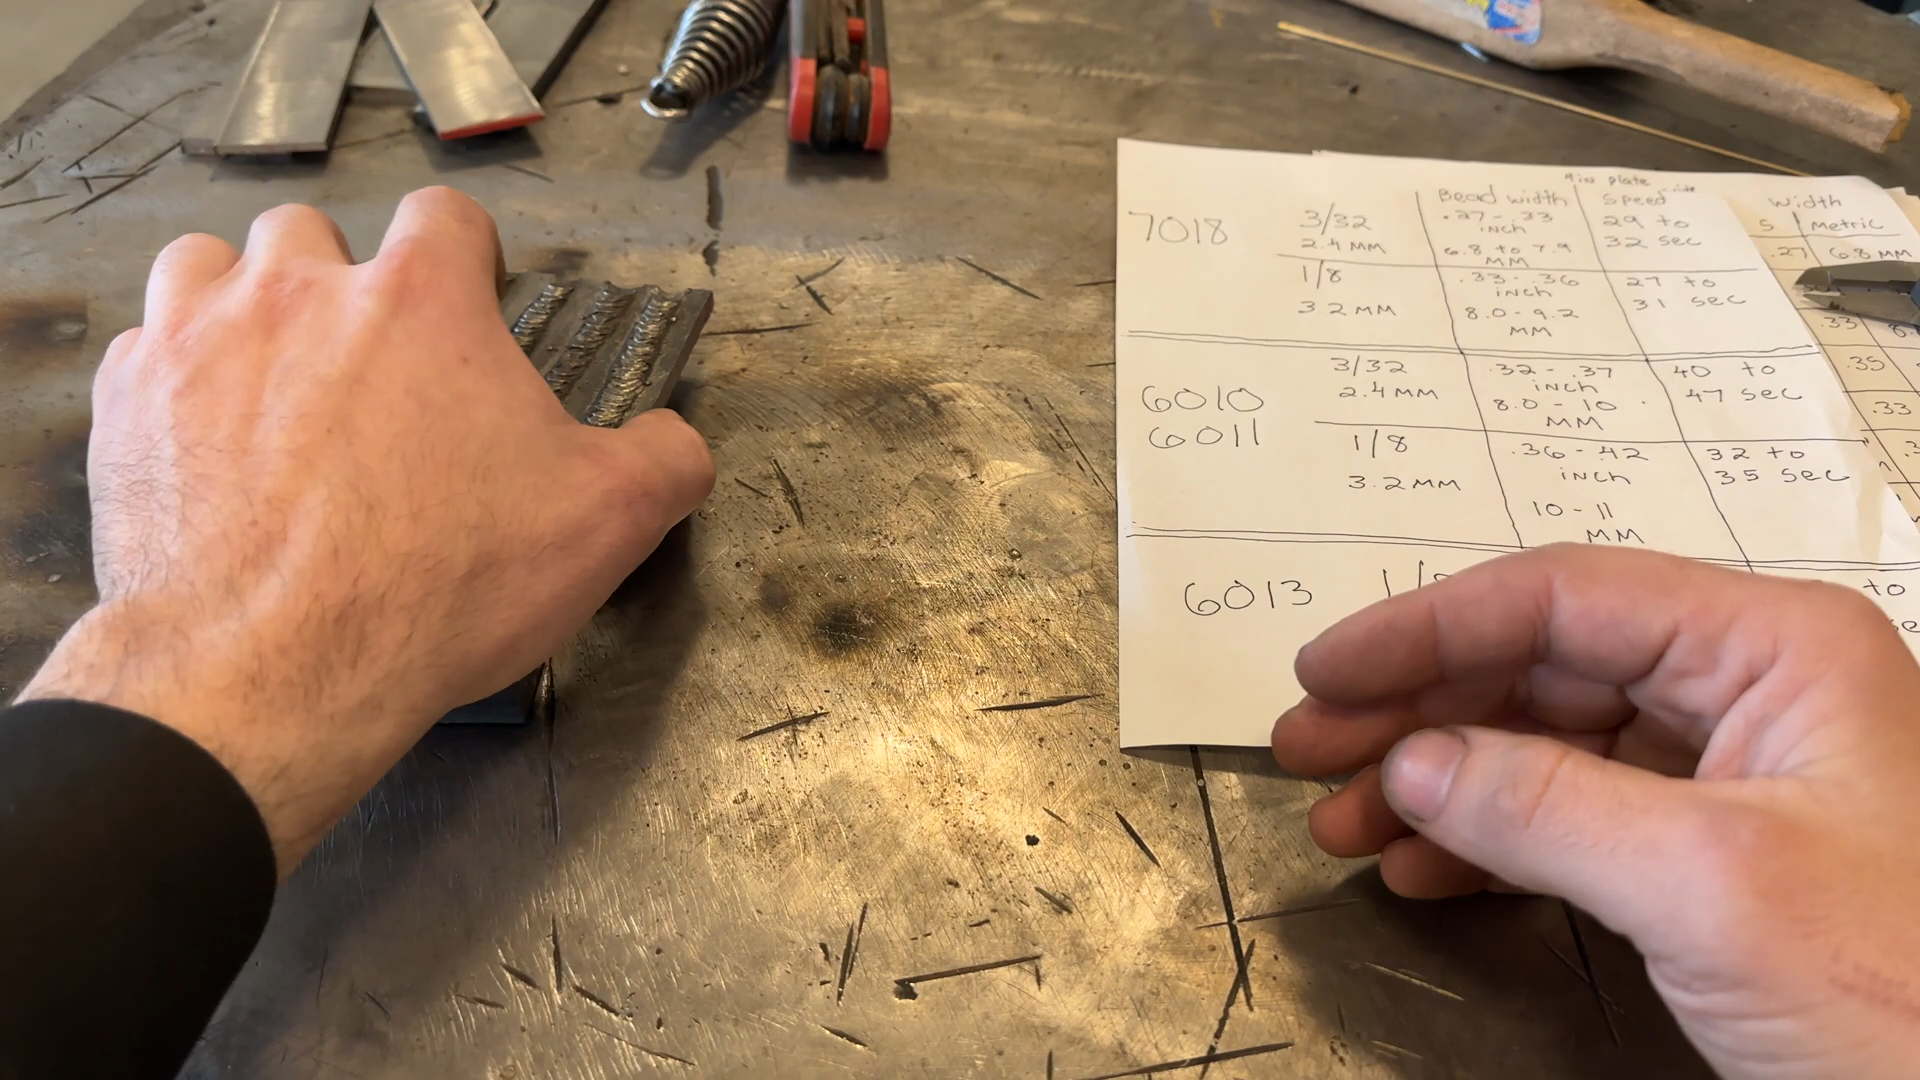 4 in plate
Bead width Speed
7018 3/32 .27-.33 29 to
inch
2.4 MM 6.8 to 7.9 32 sec
MM
1/8 .33-.36 27 to
inch 31 sec
3.2 MM 8.0-9.2
MM
6010 3/32 .32-.37 40 to
inch
2.4 MM 8.0-10 47 sec
6011 MM
1/8 .36-.42 32 to
3.2 MM inch 35 sec
10-11
MM
6013 to
Width
S Metric
.27 6.8 MM
.33
.35
.33